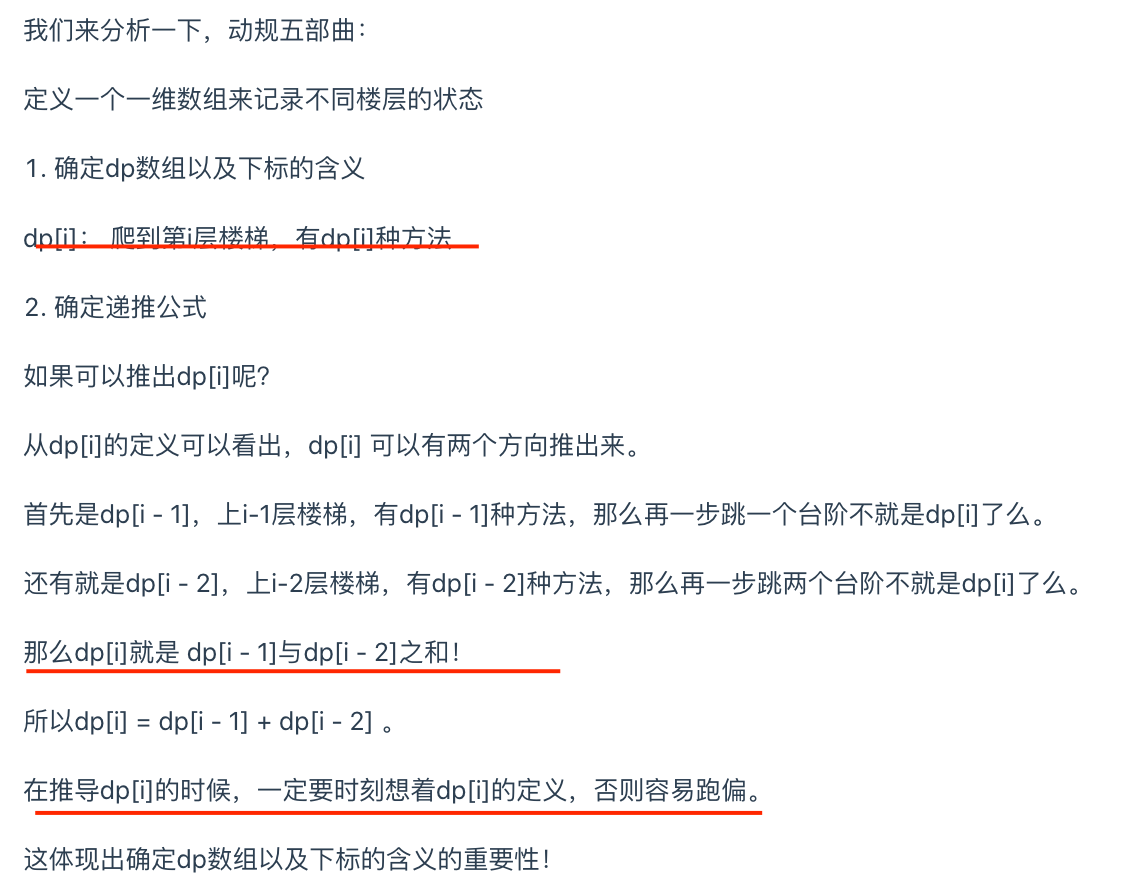 我们来分析一下，动规五部曲：
定义一个一维数组来记录不同楼层的状态
1. 确定dp数组以及下标的含义
dp[i]： 爬到第i层楼梯，有dp[i]种方法
2. 确定递推公式
如果可以推出dp[i]呢？
从dp[i]的定义可以看出，dp[i] 可以有两个方向推出来。
首先是dp[i - 1]，上i-1层楼梯，有dp[i - 1]种方法，那么再一步跳一个台阶不就是dp[i]了么。
还有就是dp[i - 2]，上i-2层楼梯，有dp[i - 2]种方法，那么再一步跳两个台阶不就是dp[i]了么。
那么dp[i]就是 dp[i - 1]与dp[i - 2]之和！
所以dp[i] = dp[i - 1] + dp[i - 2] 。
在推导dp[i]的时候，一定要时刻想着dp[i]的定义，否则容易跑偏。
这体现出确定dp数组以及下标的含义的重要性！